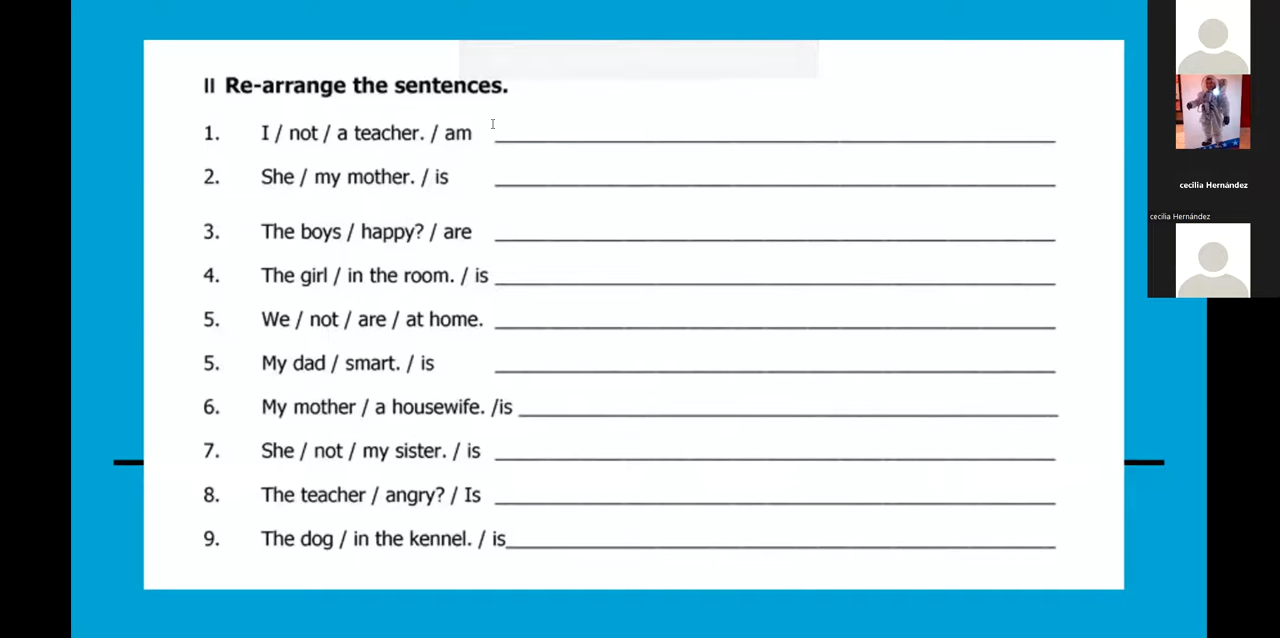 II Re-arrange the sentences.
1. I / not / a teacher. / am
2. She / my mother. / is
3. The boys / happy? / are
4. The girl / in the room. / is
5. We / not / are / at home.
5. My dad / smart. / is
6. My mother / a housewife. /is
7. She / not / my sister. / is
8. The teacher / angry? / Is
9. The dog / in the kennel. / is
cecilia Hernández
cecilia Hernández